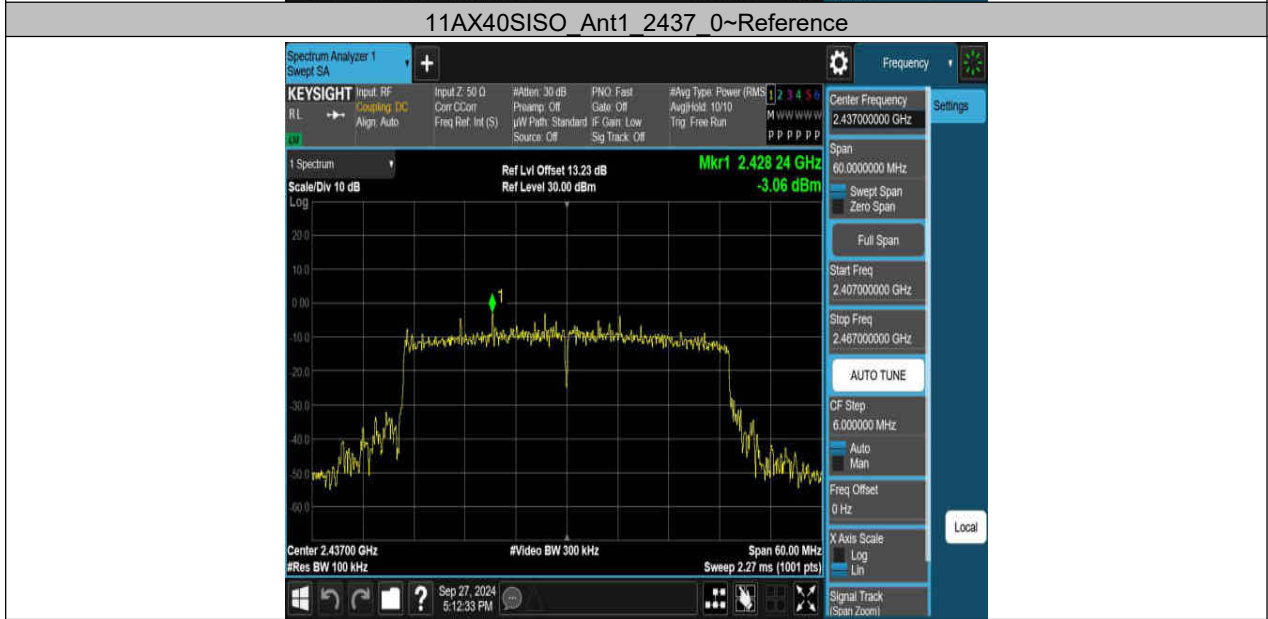 11AX40SISO_Ant1_2437_0~Reference
Spectrum Analyzer 1
Swept SA
Frequency
KEYSIGHT
RL
Input: RF
Coupling: DC
Align: Auto
Input Z: 50 Ω
Corr CCorr
Freq Ref: Int (S)
#Atten: 30 dB
Preamp: Off
µW Path: Standard
Source: Off
PNO: Fast
Gate: Off
IF Gain: Low
Sig Track: Off
#Avg Type: Power (RMS
Avg|Hold: 10/10
Trig: Free Run
1 2 3 4 5 6
M W W W W W
P P P P P P
1 Spectrum
Scale/Div 10 dB
Log
Ref Lvl Offset 13.23 dB
Ref Level 30.00 dBm
Mkr1 2.428 24 GHz
-3.06 dBm
20.0
10.0
0.00
-10.0
-20.0
-30.0
-40.0
-50.0
-60.0
1
Center 2.43700 GHz
#Res BW 100 kHz
#Video BW 300 kHz
Span 60.00 MHz
Sweep 2.27 ms (1001 pts)
Sep 27, 2024
5:12:33 PM
Center Frequency
2.437000000 GHz
Span
60.0000000 MHz
Swept Span
Zero Span
Full Span
Start Freq
2.407000000 GHz
Stop Freq
2.467000000 GHz
AUTO TUNE
CF Step
6.000000 MHz
Auto
Man
Freq Offset
0 Hz
X Axis Scale
Log
Lin
Signal Track
(Span Zoom)
Settings
Local